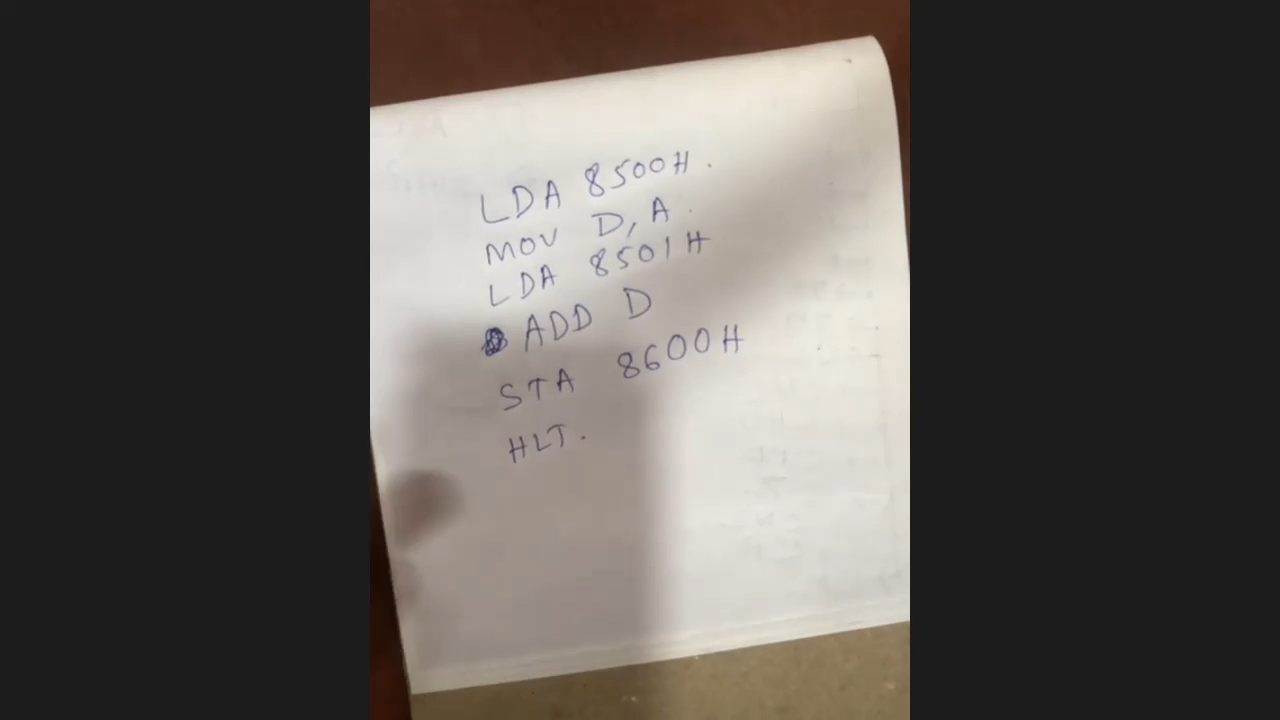 LDA 8500H.
MOV D, A.
LDA 8501H
ADD D
STA 8600H
HLT.